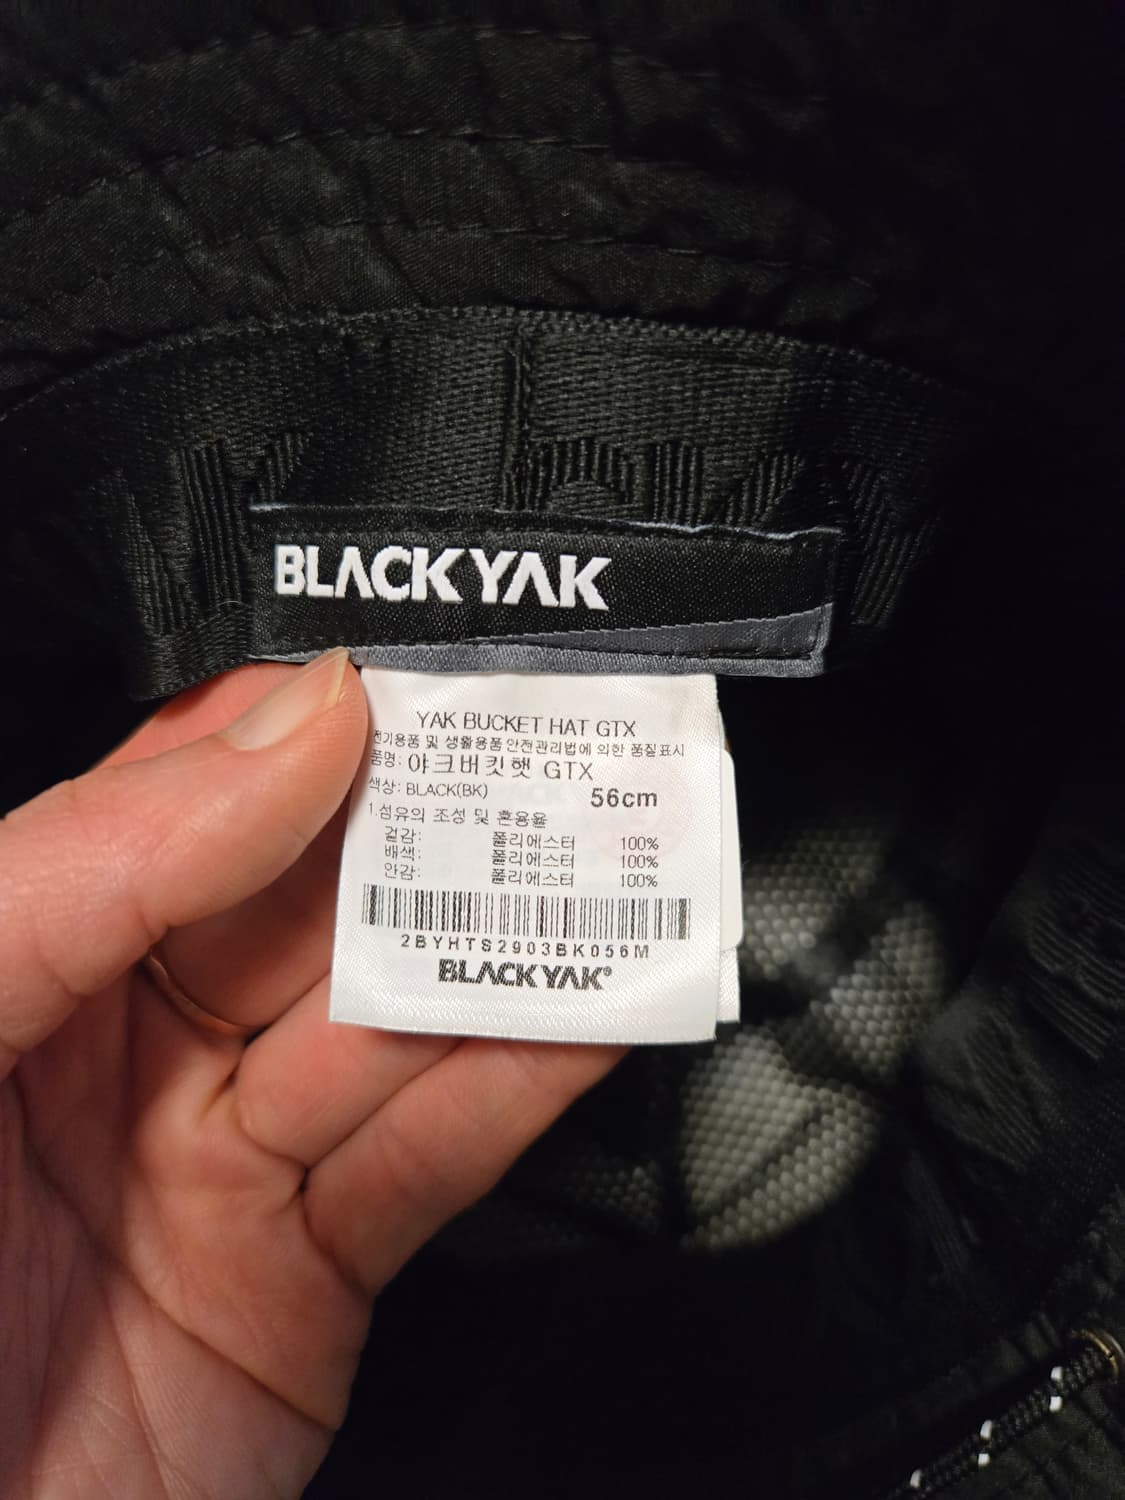 BLACKYAK
YAK BUCKET HAT GTX
전기용품 및 생활용품 안전관리법에 의한 품질표시
품명: 야크버킷햇 GTX
색상: BLACK(BK) 56cm
1.섬유의 조성 및 혼용율
겉감: 폴리에스터 100%
배색: 폴리에스터 100%
안감: 폴리에스터 100%
2BYHTS2903BK056M
BLACKYAK®